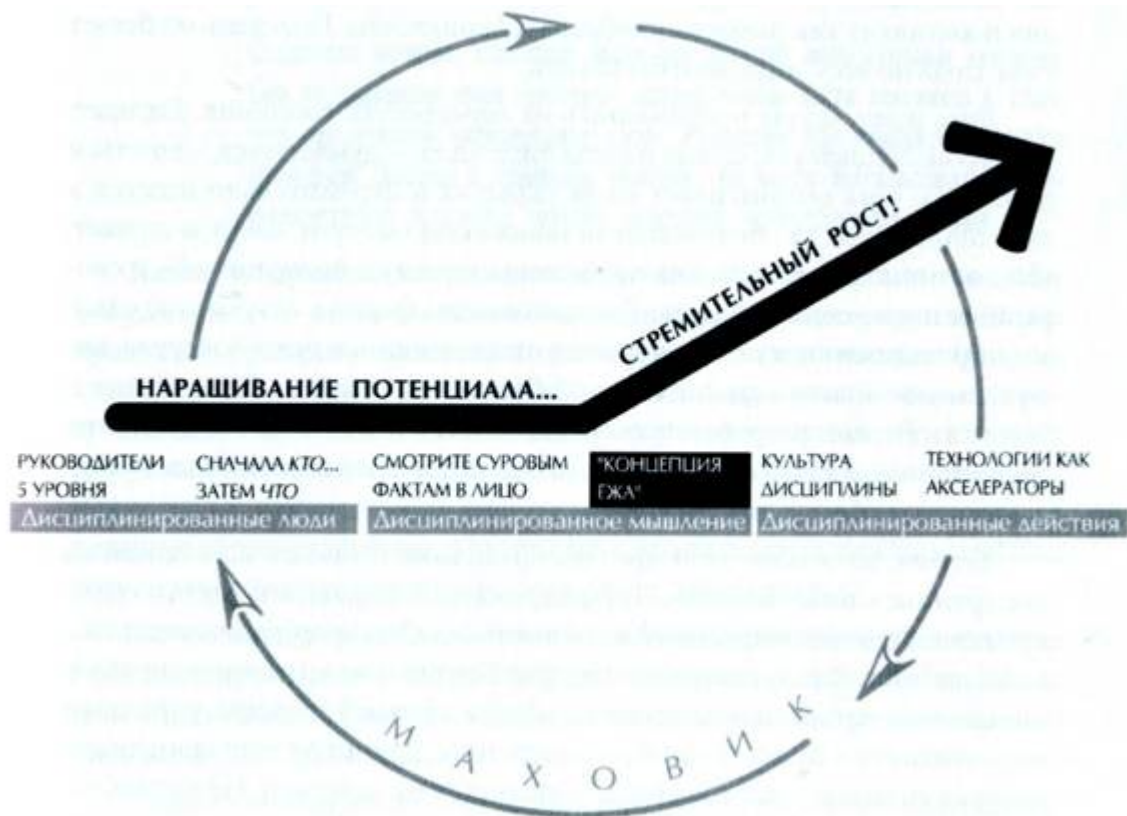 СТРЕМИТЕЛЬНЫЙ РОСТ!
НАРАЩИВАНИЕ ПОТЕНЦИАЛА...
РУКОВОДИТЕЛИ
5 УРОВНЯ
СНАЧАЛА КТО...
ЗАТЕМ ЧТО
СМОТРИТЕ СУРОВЫМ
ФАКТАМ В ЛИЦО
"КОНЦЕПЦИЯ
ЕЖА"
КУЛЬТУРА
ДИСЦИПЛИНЫ
ТЕХНОЛОГИИ КАК
АКСЕЛЕРАТОРЫ
Дисциплинированные люди
Дисциплинированное мышление
Дисциплинированные действия
МАХОВИК